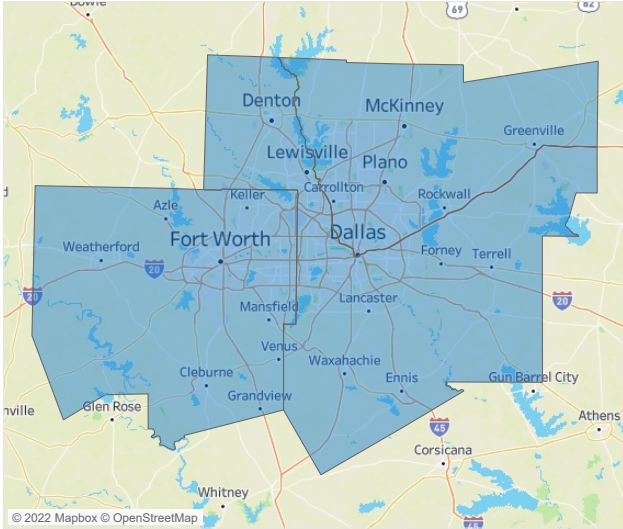 Bowie
69
82
Denton
McKinney
Greenville
Lewisville
Plano
Carrollton
Keller
Rockwall
Azle
Fort Worth
Dallas
Weatherford
20
Forney
Terrell
20
20
Lancaster
Mansfield
Venus
Waxahachie
Cleburne
Ennis
Gun Barrel City
Grandview
Glen Rose
nville
45
Athens
Corsicana
Whitney
45
© 2022 Mapbox © OpenStreetMap